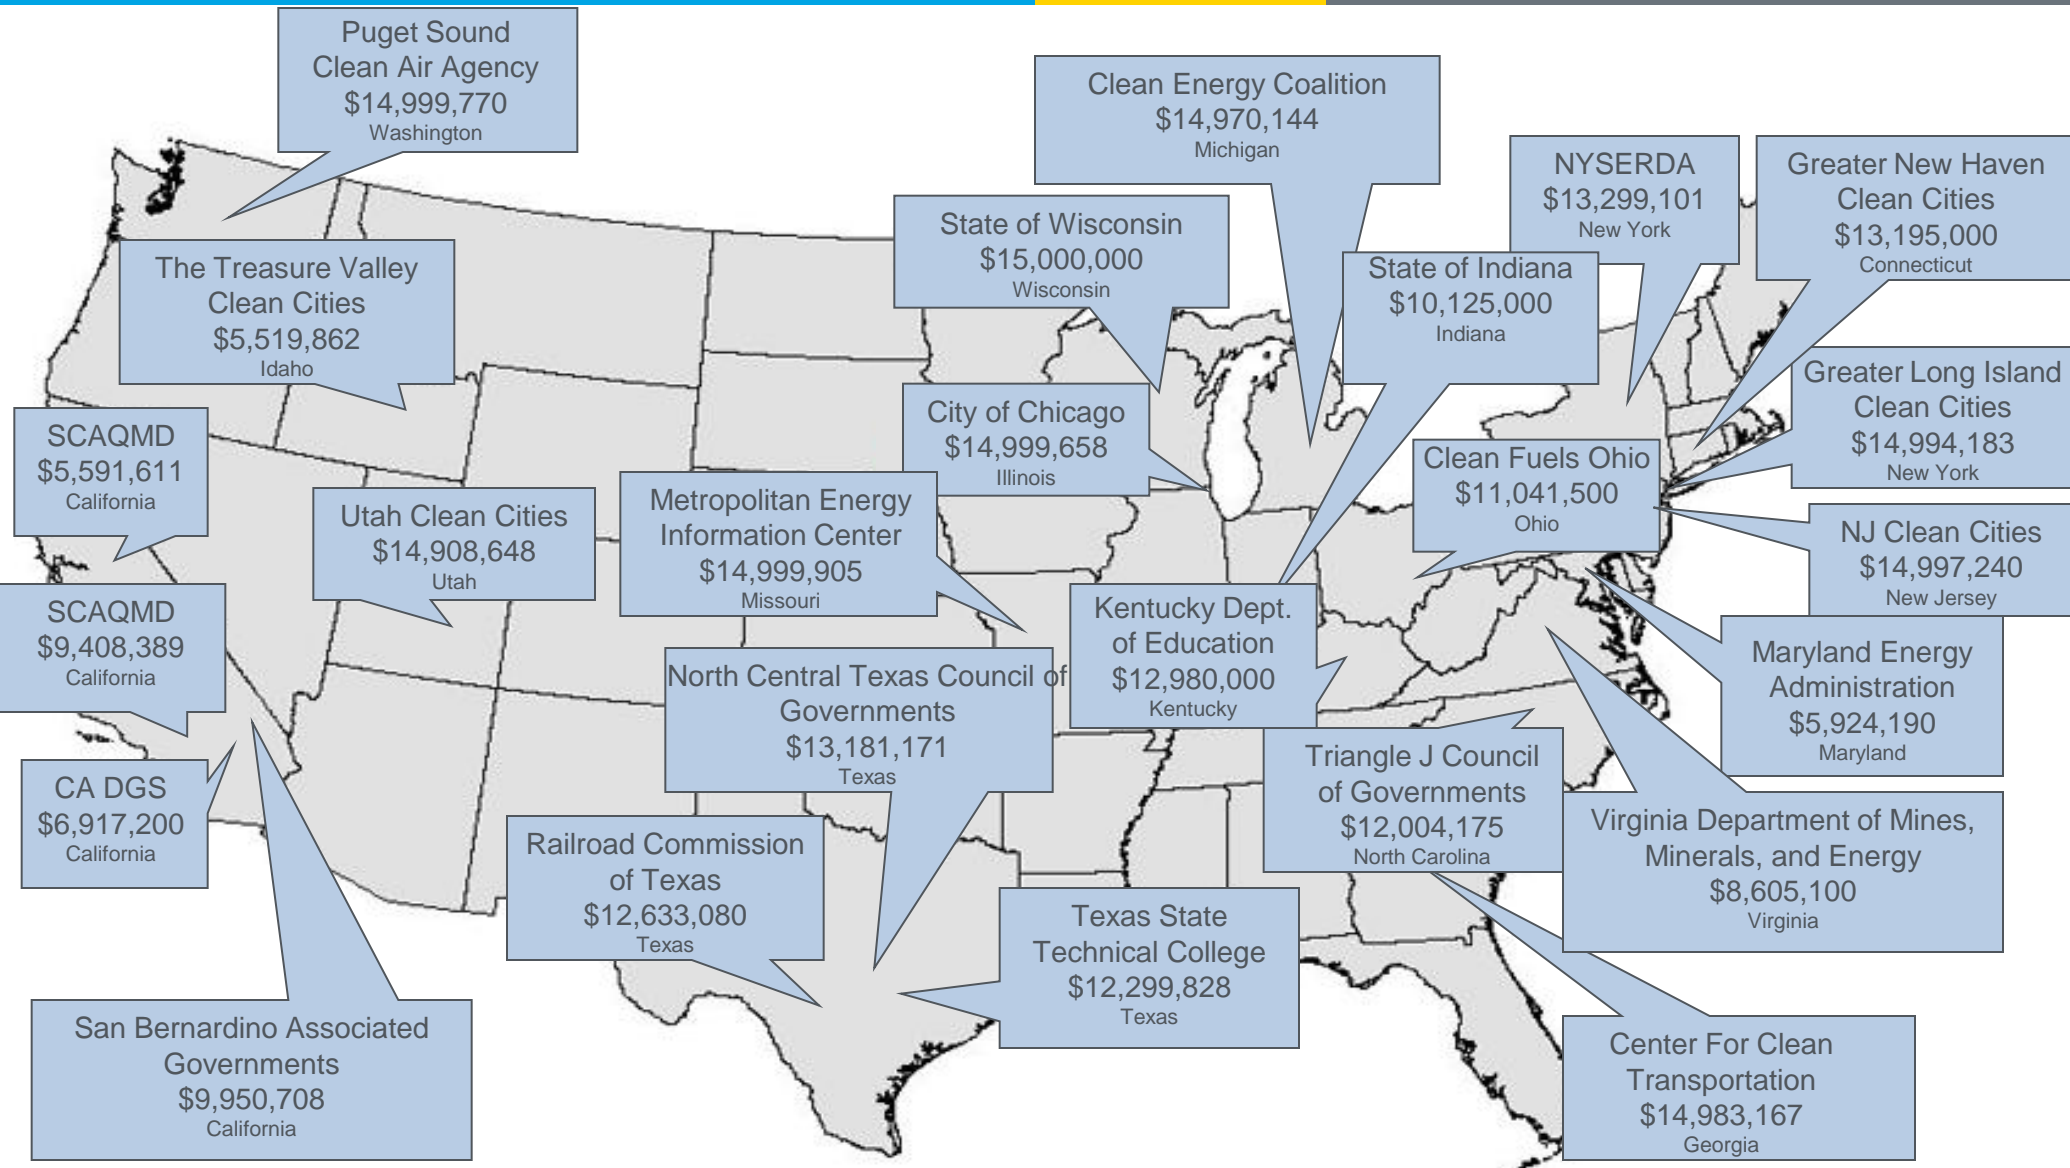 Puget Sound
Clean Air Agency
$14,999,770
Washington
Clean Energy Coalition
$14,970,144
Michigan
NYSERDA
$13,299,101
New York
Greater New Haven
Clean Cities
$13,195,000
Connecticut
State of Wisconsin
$15,000,000
Wisconsin
The Treasure Valley
Clean Cities
$5,519,862
Idaho
State of Indiana
$10,125,000
Indiana
Greater Long Island
Clean Cities
$14,994,183
New York
City of Chicago
$14,999,658
Illinois
SCAQMD
$5,591,611
California
Clean Fuels Ohio
$11,041,500
Ohio
Metropolitan Energy
Information Center
$14,999,905
Missouri
Utah Clean Cities
$14,908,648
Utah
NJ Clean Cities
$14,997,240
New Jersey
SCAQMD
$9,408,389
California
Kentucky Dept.
of Education
$12,980,000
Kentucky
Maryland Energy
Administration
$5,924,190
Maryland
North Central Texas Council of
Governments
$13,181,171
Texas
Triangle J Council
of Governments
$12,004,175
North Carolina
CA DGS
$6,917,200
California
Virginia Department of Mines,
Minerals, and Energy
$8,605,100
Virginia
Railroad Commission
of Texas
$12,633,080
Texas
Texas State
Technical College
$12,299,828
Texas
San Bernardino Associated
Governments
$9,950,708
California
Center For Clean
Transportation
$14,983,167
Georgia